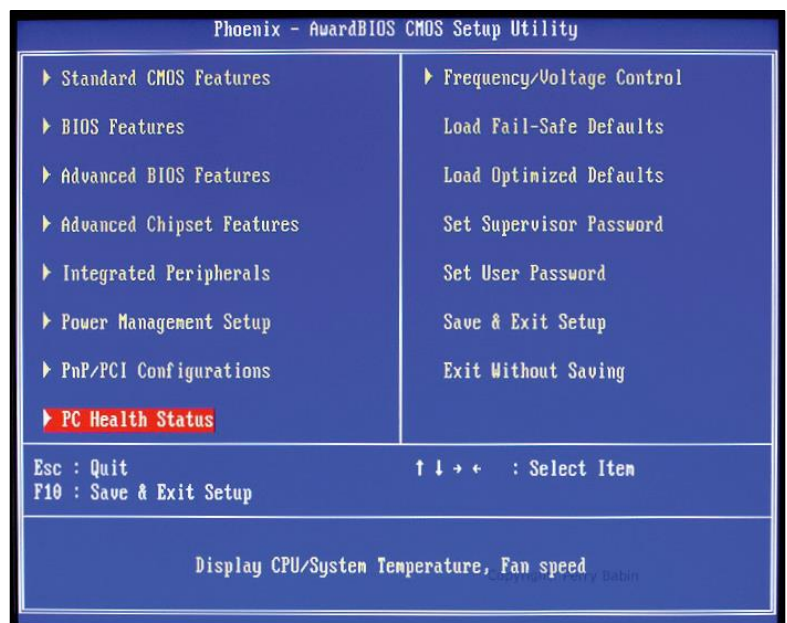 Phoenix - AwardBIOS CMOS Setup Utility
Standard CMOS Features
BIOS Features
Advanced BIOS Features
Advanced Chipset Features
Integrated Peripherals
Power Management Setup
PnP/PCI Configurations
PC Health Status
Frequency/Voltage Control
Load Fail-Safe Defaults
Load Optimized Defaults
Set Supervisor Password
Set User Password
Save & Exit Setup
Exit Without Saving
Esc : Quit
F10 : Save & Exit Setup
↑ ↓ → ← : Select Item
Display CPU/System Temperature, Fan speed
Copyright Perry Babin